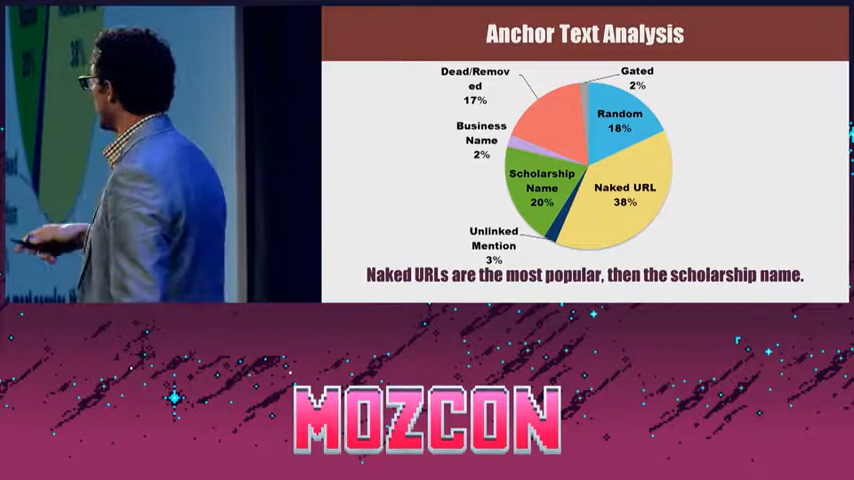 Anchor Text Analysis
Dead/Remov
ed
17%
Gated
2%
Random
18%
Business
Name
2%
Scholarship
Name
20%
Naked URL
38%
Unlinked
Mention
3%
Naked URLs are the most popular, then the scholarship name.
MOZCON